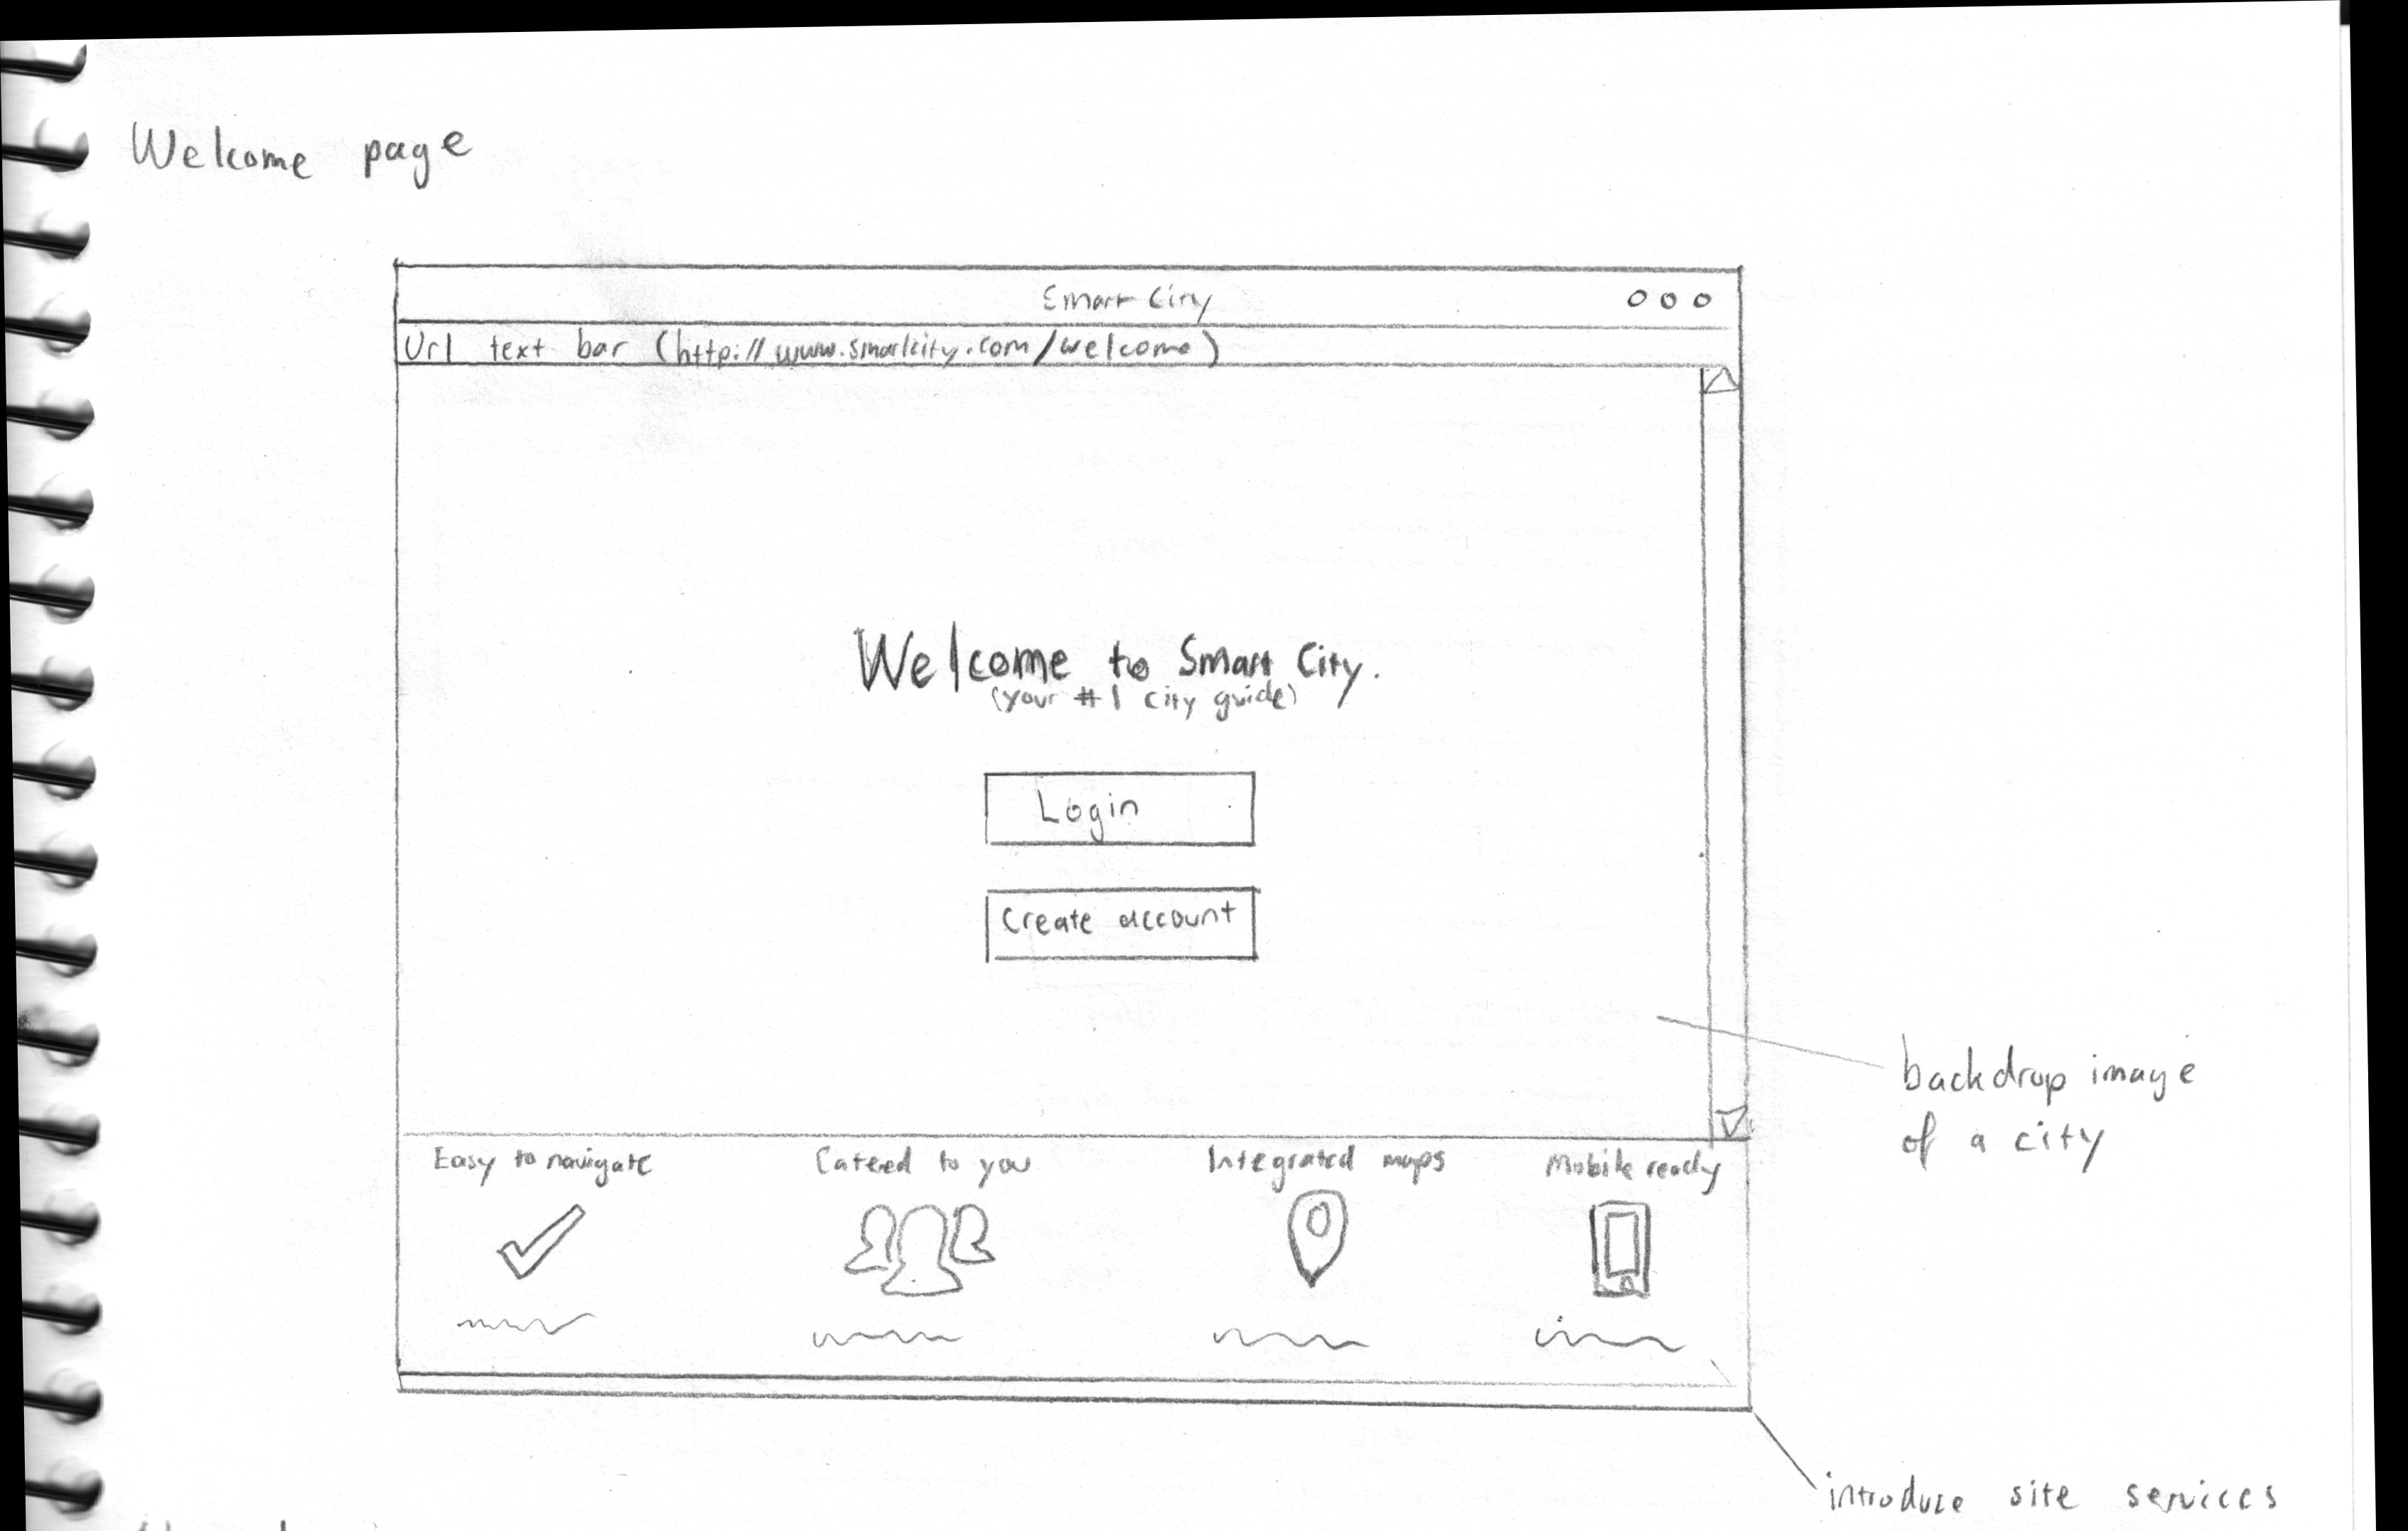 Welcome page
Smart City
Url text bar (http://www.smartcity.com/welcome)
Welcome to Smart City.
(your #1 city guide)
Login
Create account
backdrop image
of a city
Easy to navigate
Catered to you
Integrated maps
Mobile ready
introduce site services